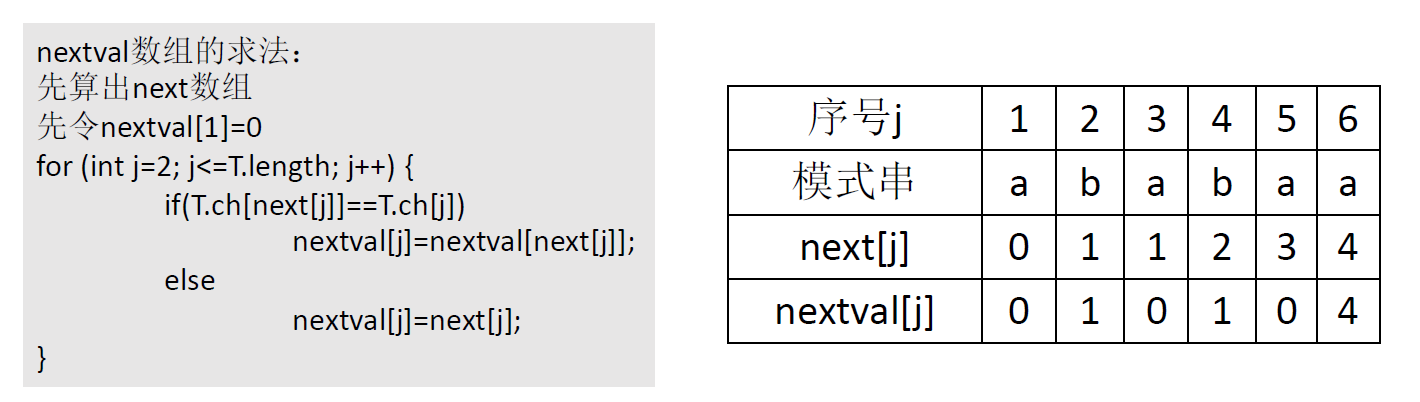 nextval数组的求法：
先算出next数组
先令nextval[1]=0
for (int j=2; j<=T.length; j++) {
if(T.ch[next[j]]==T.ch[j])
nextval[j]=nextval[next[j]];
else
nextval[j]=next[j];
}
序号j 1 2 3 4 5 6
模式串 a b a b a a
next[j] 0 1 1 2 3 4
nextval[j] 0 1 0 1 0 4